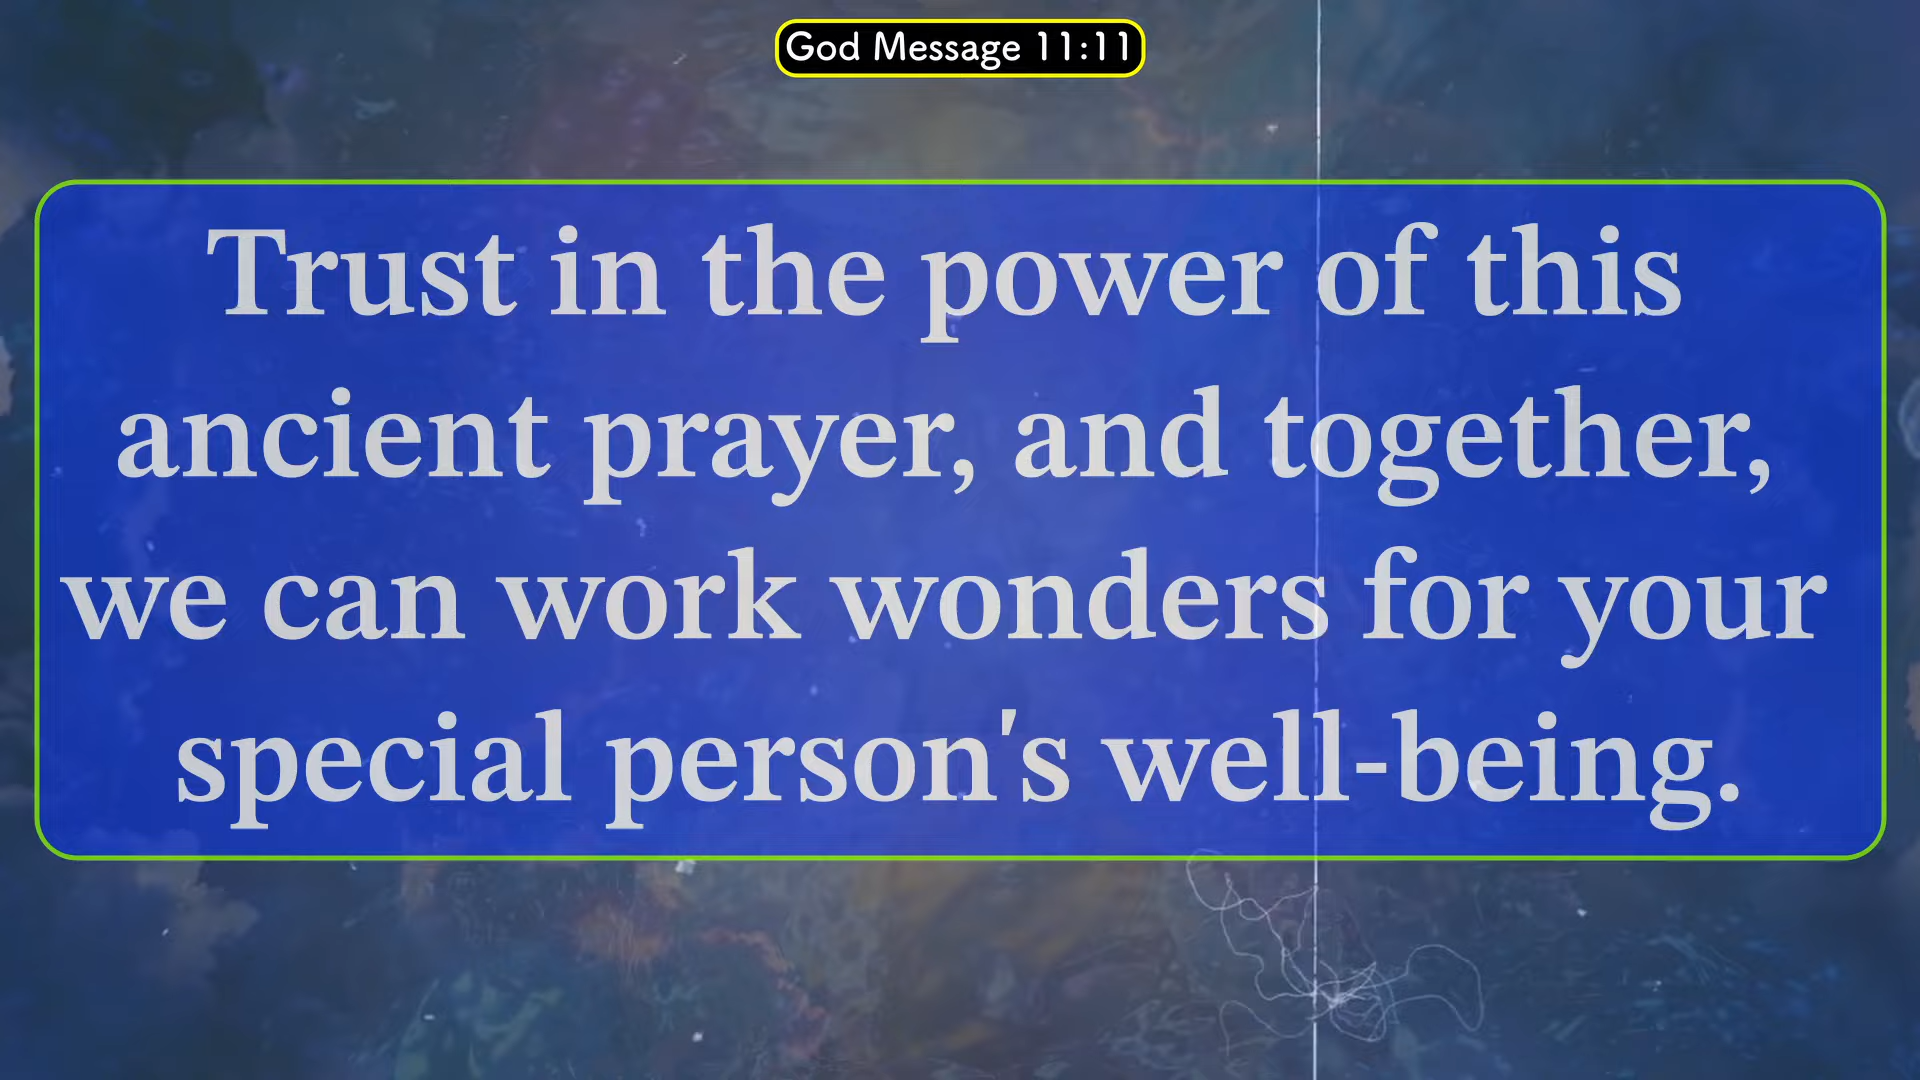 God Message 11:11
Trust in the power of this
ancient prayer, and together,
we can work wonders for your
special person's well-being.